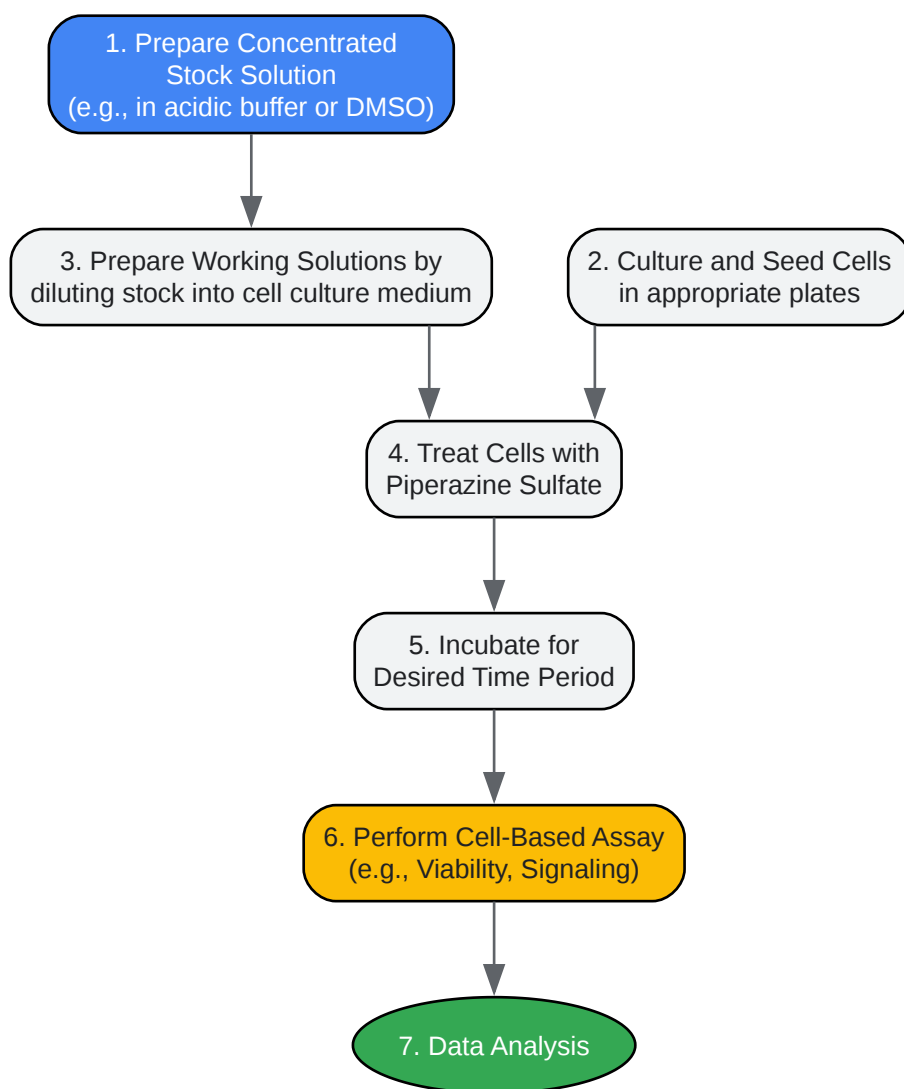 1. Prepare Concentrated
Stock Solution
(e.g., in acidic buffer or DMSO)
3. Prepare Working Solutions by
diluting stock into cell culture medium
2. Culture and Seed Cells
in appropriate plates
4. Treat Cells with
Piperazine Sulfate
5. Incubate for
Desired Time Period
6. Perform Cell-Based Assay
(e.g., Viability, Signaling)
7. Data Analysis